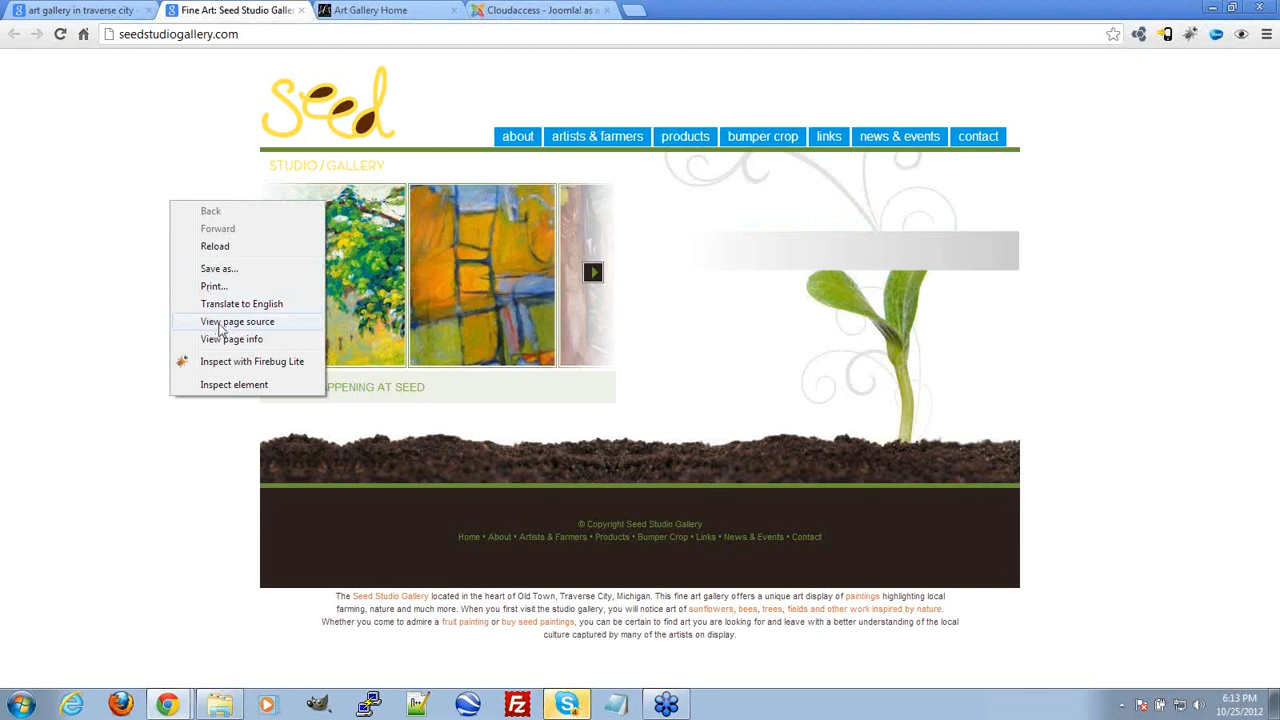 art gallery in traverse city -
Fine Art: Seed Studio Galle
Art Gallery Home
Cloudaccess - Joomla! as a
seedstudiogallery.com
seed
about artists & farmers products bumper crop links news & events contact
STUDIO / GALLERY
Back
Forward
Reload
Save as...
Print...
Translate to English
View page source
View page info
Inspect with Firebug Lite
Inspect element
PPENING AT SEED
© Copyright Seed Studio Gallery
Home • About • Artists & Farmers • Products • Bumper Crop • Links • News & Events • Contact
The Seed Studio Gallery located in the heart of Old Town, Traverse City, Michigan. This fine art gallery offers a unique art display of paintings highlighting local
farming, nature and much more. When you first visit the studio gallery, you will notice art of sunflowers, bees, trees, fields and other work inspired by nature.
Whether you come to admire a fruit painting or buy seed paintings, you can be certain to find art you are looking for and leave with a better understanding of the local
culture captured by many of the artists on display.
6:13 PM
10/25/2012